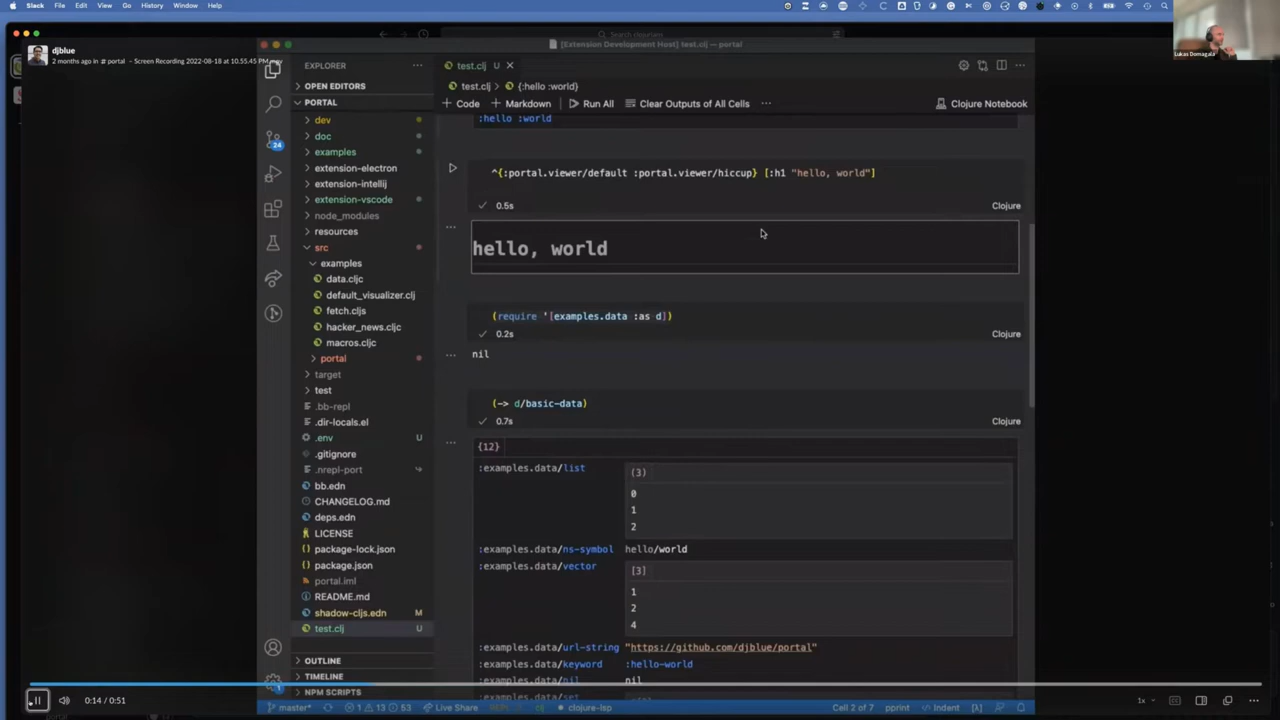 Slack File Edit View Go History Window Help
djblue
2 months ago in # portal – Screen Recording 2022-08-18 at 10.55.45 PM.mov
Lukas Domagala
[Extension Development Host] test.clj — portal
EXPLORER
OPEN EDITORS
PORTAL
dev
doc
examples
extension-electron
extension-intellij
extension-vscode
node_modules
resources
src
examples
data.cljc
default_visualizer.clj
fetch.cljs
hacker_news.cljc
macros.cljc
portal
target
test
.bb-repl
.dir-locals.el
.env U
.gitignore
.nrepl-port
bb.edn
CHANGELOG.md
deps.edn
LICENSE
package-lock.json
package.json
portal.iml
README.md
shadow-cljs.edn M
test.clj U
OUTLINE
TIMELINE
NPM SCRIPTS
24
1
test.clj U
test.clj > {:hello :world}
+ Code + Markdown Run All Clear Outputs of All Cells ... Clojure Notebook
:hello :world
^{:portal.viewer/default :portal.viewer/hiccup} [:h1 "hello, world"]
0.5s Clojure
hello, world
(require '[examples.data :as d])
0.2s Clojure
nil
(-> d/basic-data)
0.7s Clojure
{12}
:examples.data/list (3)
0
1
2
:examples.data/ns-symbol hello/world
:examples.data/vector [3]
1
2
4
:examples.data/url-string "https://github.com/djblue/portal"
:examples.data/keyword :hello-world
:examples.data/nil nil
0:14 / 0:51
1x
master* 1 13 53 Live Share clj clojure-lsp Cell 2 of 7 pprint Indent [λ]